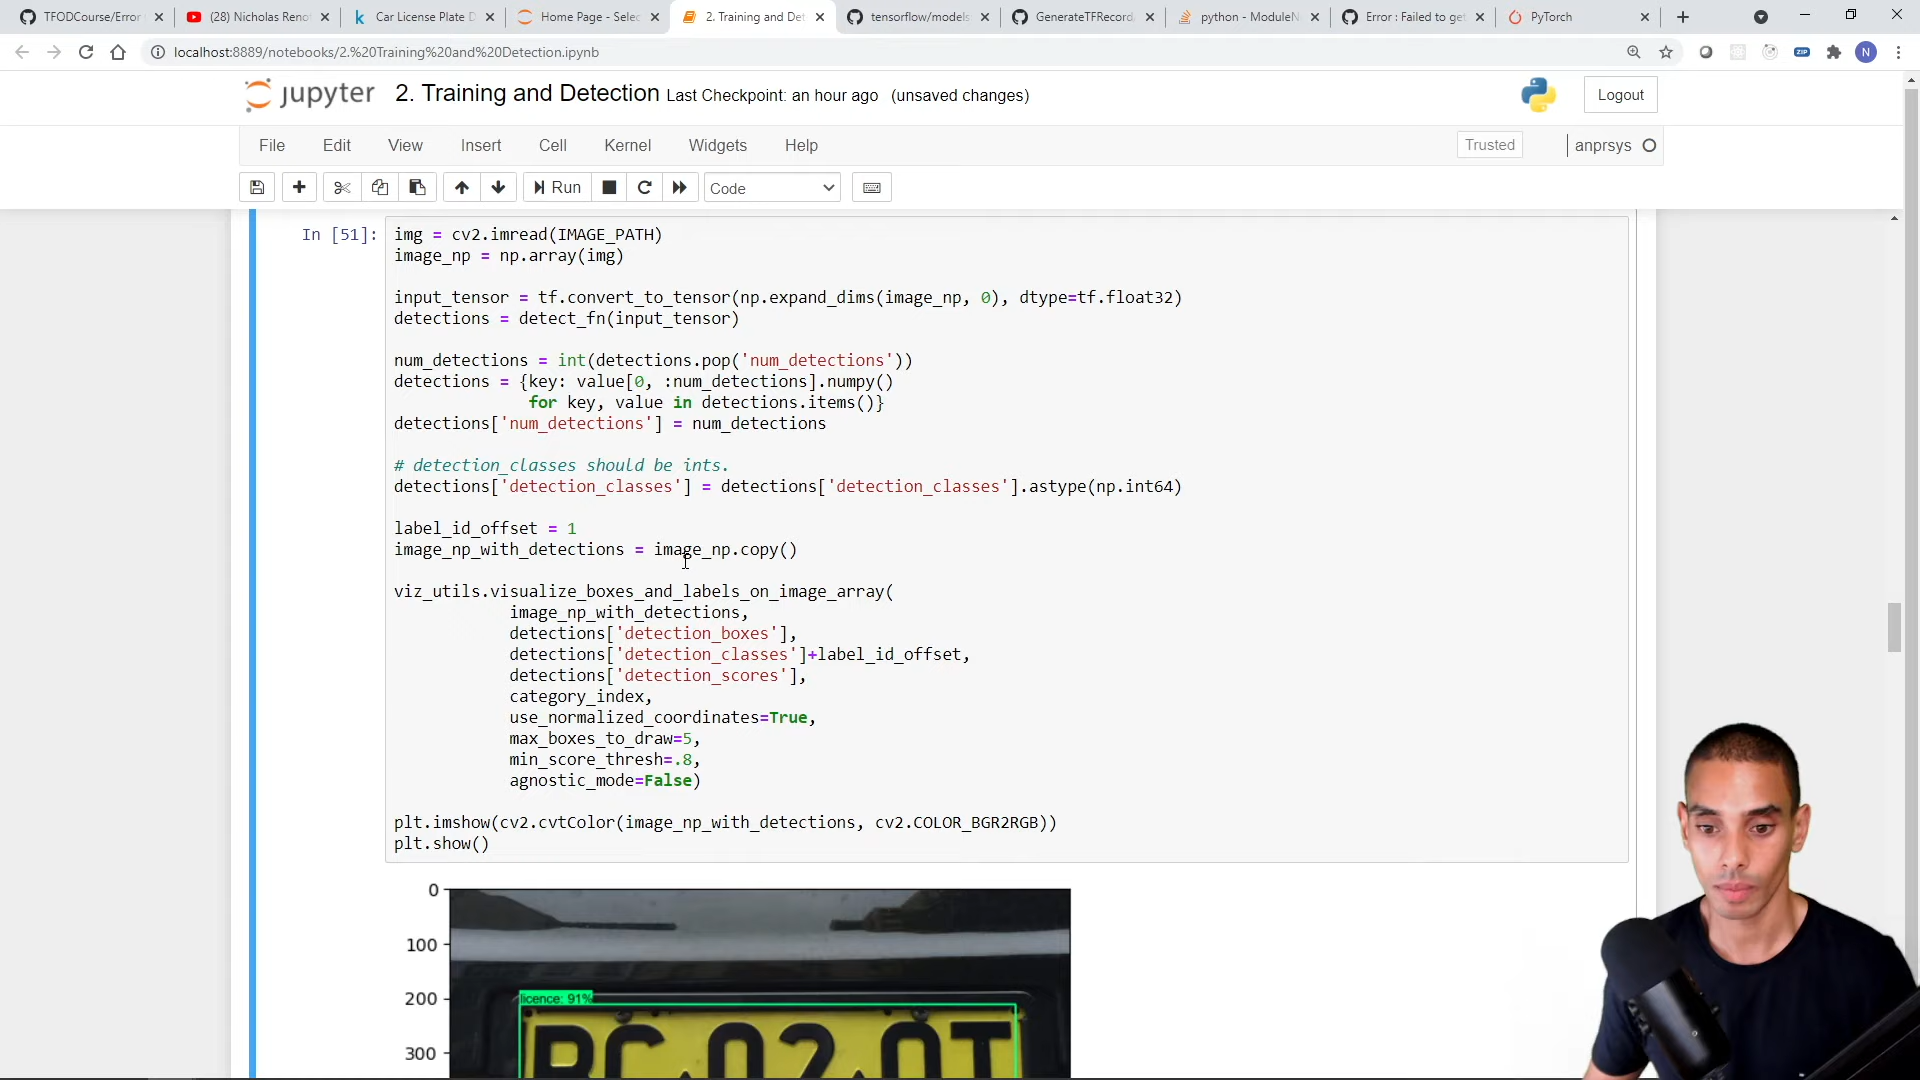 TFODCourse/Error
(28) Nicholas Reno
Car License Plate D
Home Page - Selec
2. Training and Det
tensorflow/models
GenerateTFRecord
python - ModuleN
Error : Failed to get
PyTorch
localhost:8889/notebooks/2.%20Training%20and%20Detection.ipynb
ZIP
N
jupyter 2. Training and Detection Last Checkpoint: an hour ago (unsaved changes)
Logout
File Edit View Insert Cell Kernel Widgets Help
Trusted
anprsys
Run
Code
In [51]:
img = cv2.imread(IMAGE_PATH)
image_np = np.array(img)
input_tensor = tf.convert_to_tensor(np.expand_dims(image_np, 0), dtype=tf.float32)
detections = detect_fn(input_tensor)
num_detections = int(detections.pop('num_detections'))
detections = {key: value[0, :num_detections].numpy()
for key, value in detections.items()}
detections['num_detections'] = num_detections
# detection_classes should be ints.
detections['detection_classes'] = detections['detection_classes'].astype(np.int64)
label_id_offset = 1
image_np_with_detections = image_np.copy()
viz_utils.visualize_boxes_and_labels_on_image_array(
image_np_with_detections,
detections['detection_boxes'],
detections['detection_classes']+label_id_offset,
detections['detection_scores'],
category_index,
use_normalized_coordinates=True,
max_boxes_to_draw=5,
min_score_thresh=.8,
agnostic_mode=False)
plt.imshow(cv2.cvtColor(image_np_with_detections, cv2.COLOR_BGR2RGB))
plt.show()
0
100
200
licence: 91%
300